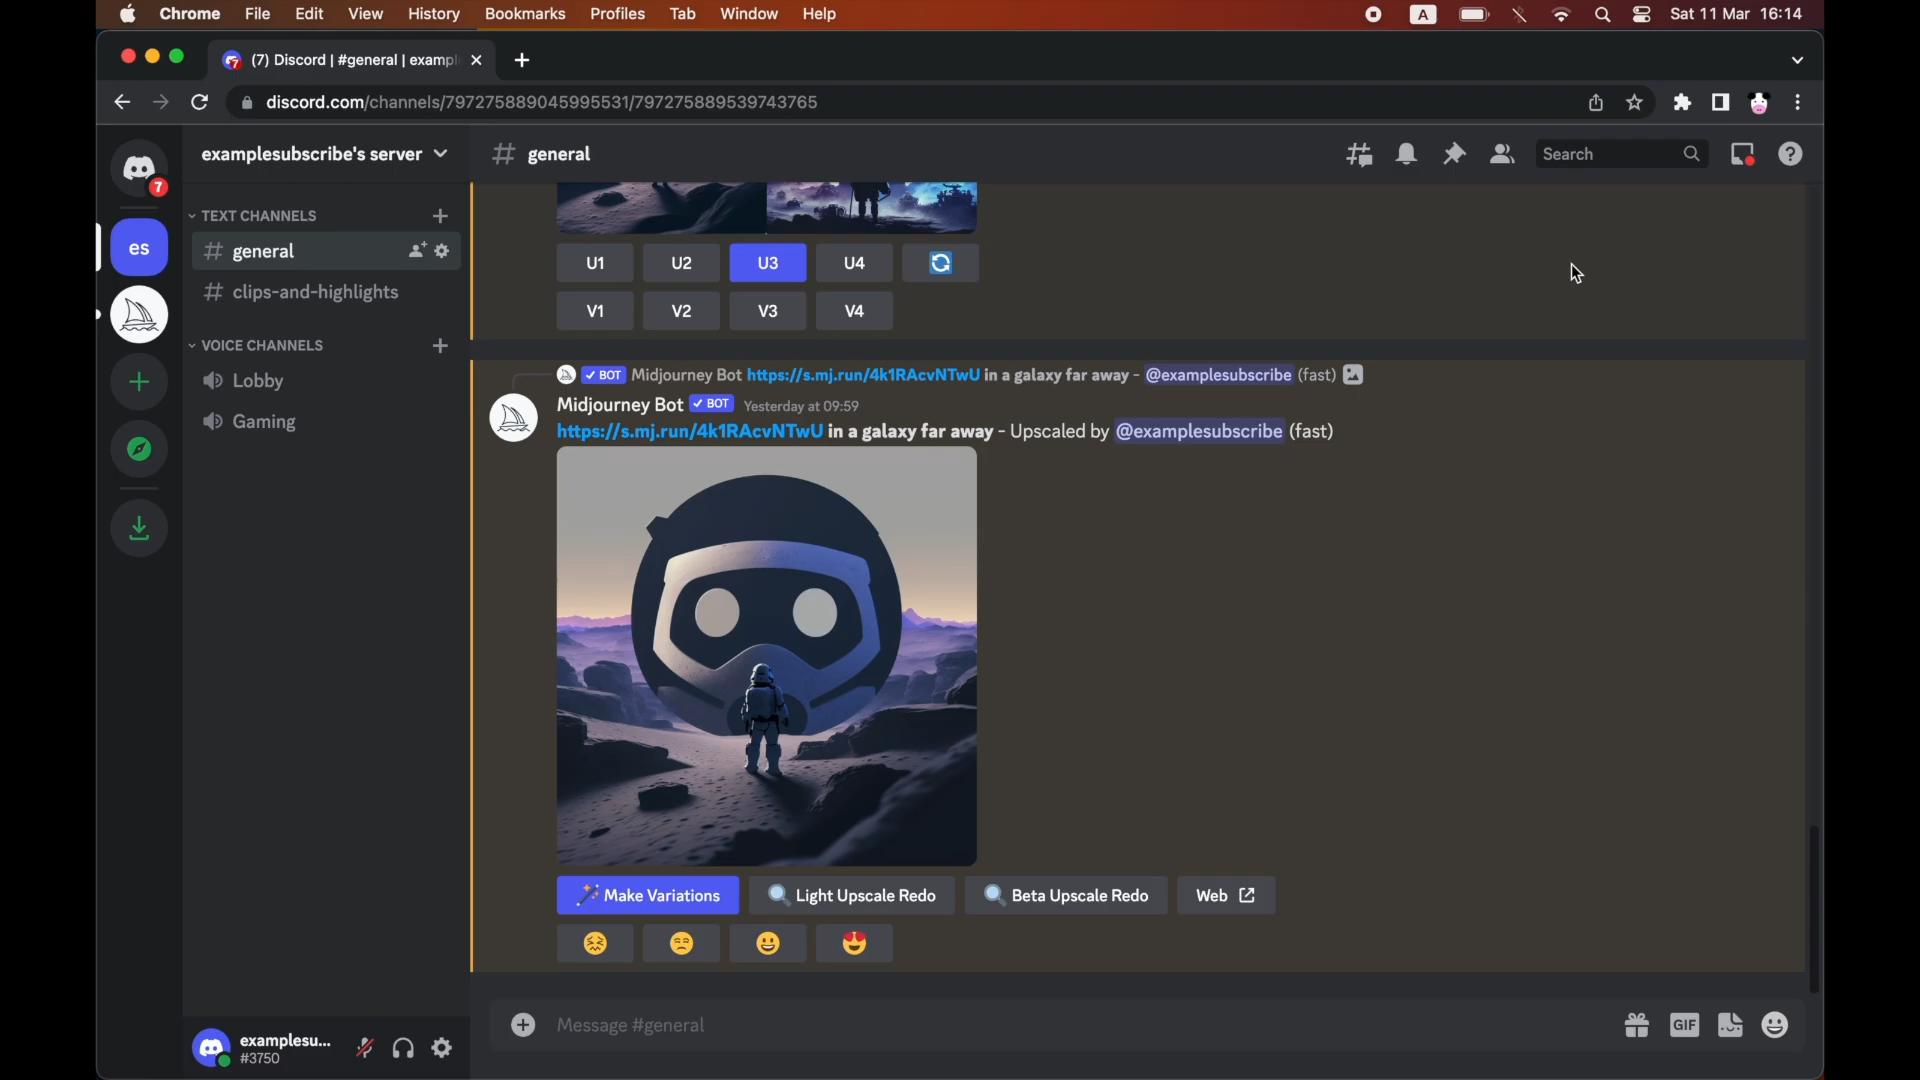 Chrome File Edit View History Bookmarks Profiles Tab Window Help A Sat 11 Mar 16:14
(7) Discord | #general | exampl
discord.com/channels/797275889045995531/797275889539743765
7
examplesubscribe's server
general
Search
es
TEXT CHANNELS
general
clips-and-highlights
VOICE CHANNELS
Lobby
Gaming
U1 U2 U3 U4
V1 V2 V3 V4
✓ BOT Midjourney Bot https://s.mj.run/4k1RAcvNTwU in a galaxy far away - @examplesubscribe (fast)
Midjourney Bot ✓ BOT Yesterday at 09:59
https://s.mj.run/4k1RAcvNTwU in a galaxy far away - Upscaled by @examplesubscribe (fast)
Make Variations Light Upscale Redo Beta Upscale Redo Web
Message #general
GIF
examplesu...
#3750